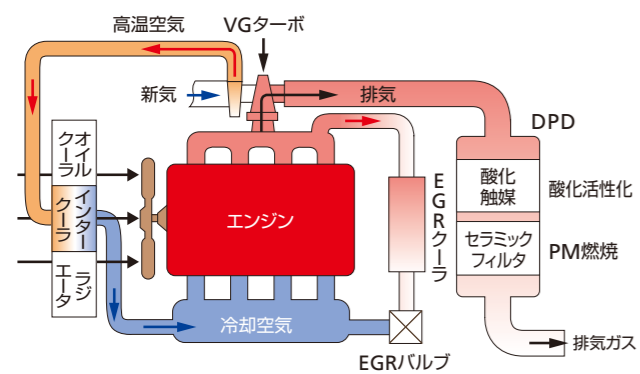 高温空気
VGターボ
新気
排気
DPD
オイル
クーラ
インター
クーラ
ラジ
エータ
エンジン
EGRクーラ
酸化
触媒
酸化活性化
セラミック
フィルタ
PM燃焼
冷却空気
EGRバルブ
排気ガス